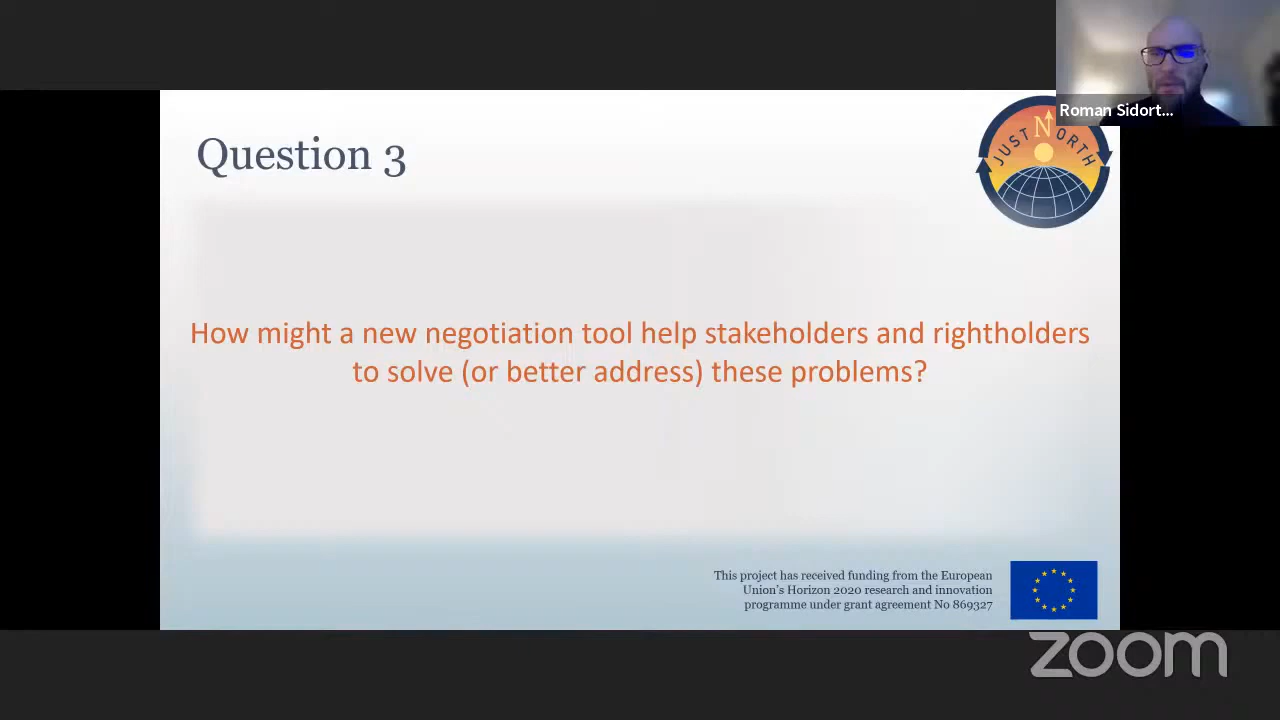 Roman Sidort...
Question 3
JUST NORTH
How might a new negotiation tool help stakeholders and rightholders
to solve (or better address) these problems?
This project has received funding from the European
Union's Horizon 2020 research and innovation
programme under grant agreement No 869327
zoom